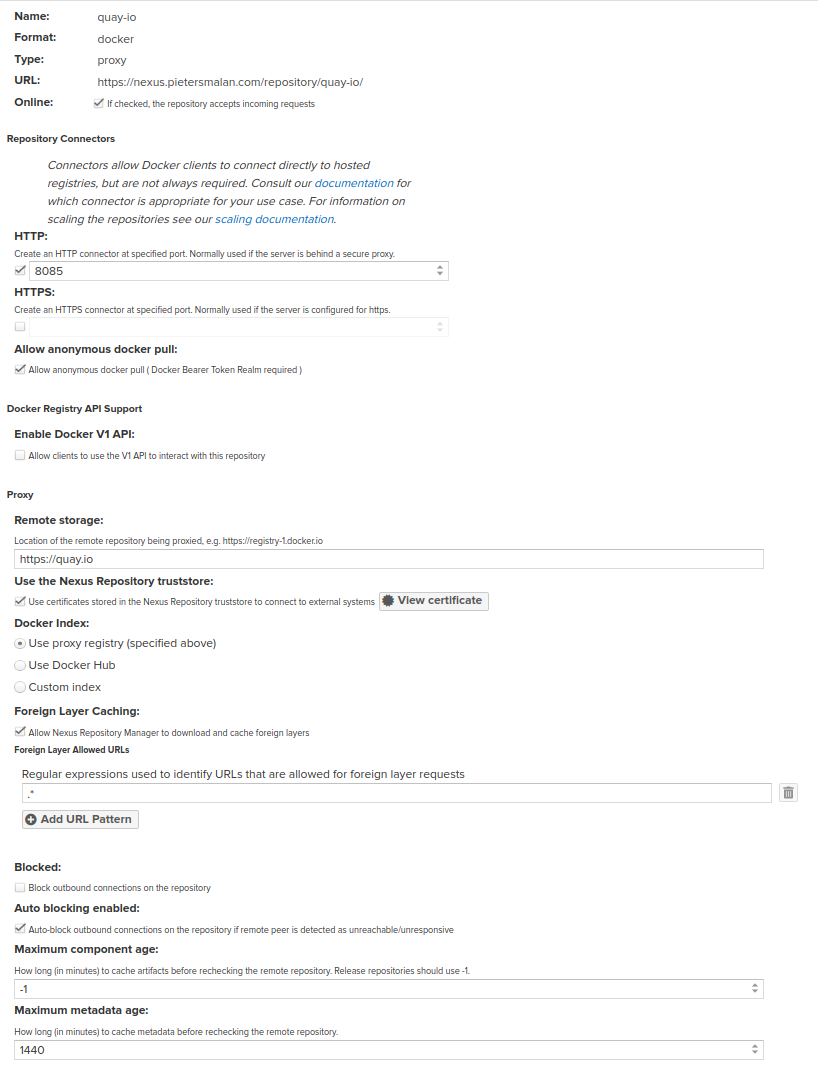 Name: quay-io
Format: docker
Type: proxy
URL: https://nexus.pietersmalan.com/repository/quay-io/
Online: If checked, the repository accepts incoming requests
Repository Connectors
Connectors allow Docker clients to connect directly to hosted
registries, but are not always required. Consult our documentation for
which connector is appropriate for your use case. For information on
scaling the repositories see our scaling documentation.
HTTP:
Create an HTTP connector at specified port. Normally used if the server is behind a secure proxy.
8085
HTTPS:
Create an HTTPS connector at specified port. Normally used if the server is configured for https.
Allow anonymous docker pull:
Allow anonymous docker pull ( Docker Bearer Token Realm required )
Docker Registry API Support
Enable Docker V1 API:
Allow clients to use the V1 API to interact with this repository
Proxy
Remote storage:
Location of the remote repository being proxied, e.g. https://registry-1.docker.io
https://quay.io
Use the Nexus Repository truststore:
Use certificates stored in the Nexus Repository truststore to connect to external systems View certificate
Docker Index:
Use proxy registry (specified above)
Use Docker Hub
Custom index
Foreign Layer Caching:
Allow Nexus Repository Manager to download and cache foreign layers
Foreign Layer Allowed URLs
Regular expressions used to identify URLs that are allowed for foreign layer requests
.*
Add URL Pattern
Blocked:
Block outbound connections on the repository
Auto blocking enabled:
Auto-block outbound connections on the repository if remote peer is detected as unreachable/unresponsive
Maximum component age:
How long (in minutes) to cache artifacts before rechecking the remote repository. Release repositories should use -1.
-1
Maximum metadata age:
How long (in minutes) to cache metadata before rechecking the remote repository.
1440